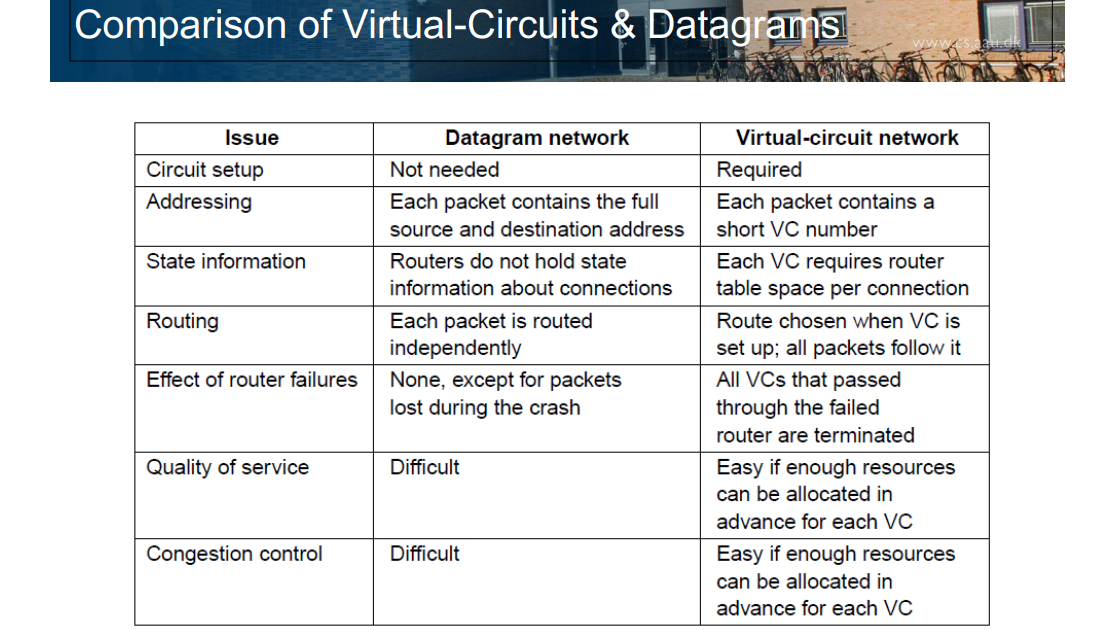 Comparison of Virtual-Circuits & Datagrams
www.cs.aau.dk
Issue Datagram network Virtual-circuit network
Circuit setup Not needed Required
Addressing Each packet contains the full Each packet contains a
source and destination address short VC number
State information Routers do not hold state Each VC requires router
information about connections table space per connection
Routing Each packet is routed Route chosen when VC is
independently set up; all packets follow it
Effect of router failures None, except for packets All VCs that passed
lost during the crash through the failed
router are terminated
Quality of service Difficult Easy if enough resources
can be allocated in
advance for each VC
Congestion control Difficult Easy if enough resources
can be allocated in
advance for each VC